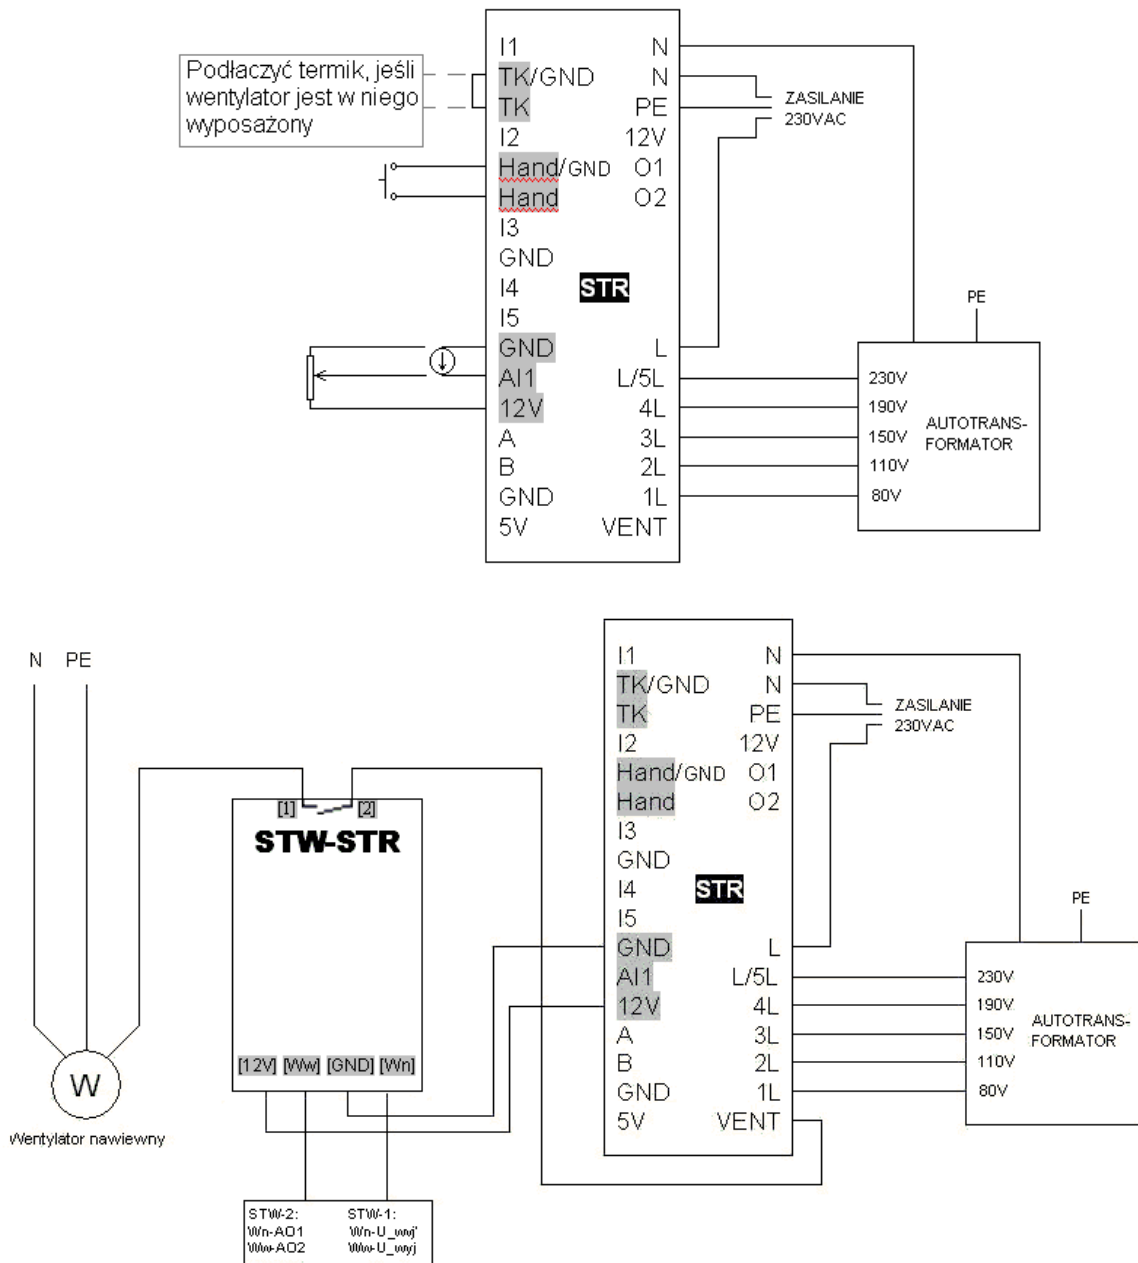 Podłaczyć termik, jeśli
wentylator jest w niego
wyposażony
I1 N
TK/GND N
TK PE
I2 12V
Hand/GND O1
Hand O2
I3
GND
I4
STR
I5
GND L
AI1 L/5L
12V 4L
A 3L
B 2L
GND 1L
5V VENT
ZASILANIE
230VAC
PE
230V
190V
150V
110V
80V
AUTOTRANS-
FORMATOR
N PE
W
Wentylator nawiewny
[1] [2]
STW-STR
[12V] [Ww] [GND] [Wn]
STW-2: STW-1:
Wn-AO1 Wn-U_wyj'
Ww-AO2 Ww-U_wyj
I1 N
TK/GND N
TK PE
I2 12V
Hand/GND O1
Hand O2
I3
GND
I4
STR
I5
GND L
AI1 L/5L
12V 4L
A 3L
B 2L
GND 1L
5V VENT
ZASILANIE
230VAC
PE
230V
190V
150V
110V
80V
AUTOTRANS-
FORMATOR